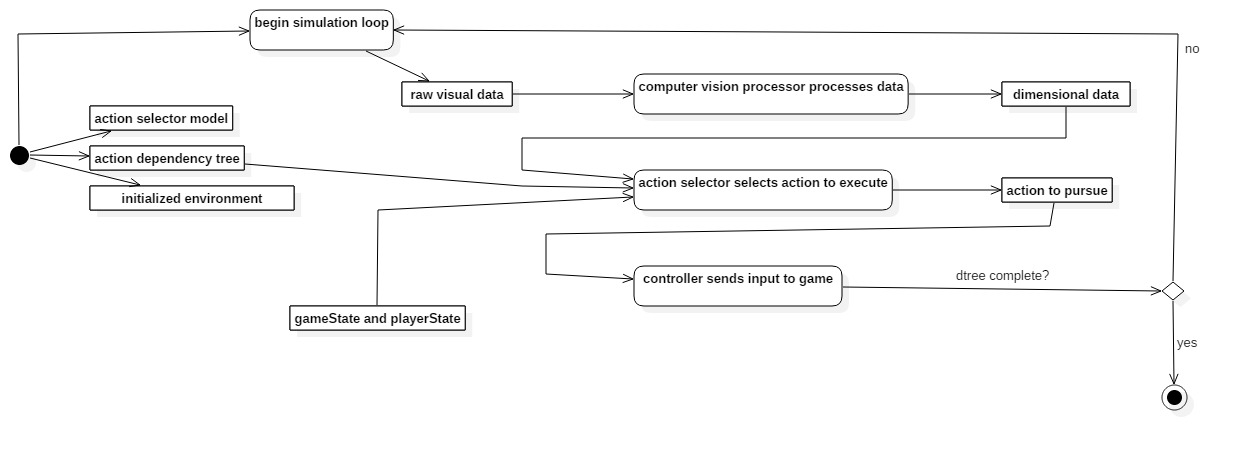 begin simulation loop
no
raw visual data
computer vision processor processes data
dimensional data
action selector model
action dependency tree
initialized environment
action selector selects action to execute
action to pursue
controller sends input to game
dtree complete?
gameState and playerState
yes